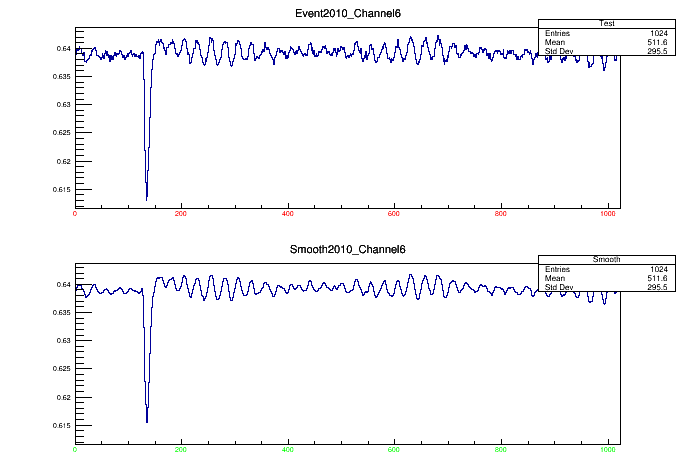 Event2010_Channel6
Test
Entries 1024
Mean 511.6
Std Dev 295.5
0.64
0.635
0.63
0.625
0.62
0.615
0 200 400 600 800 1000
Smooth2010_Channel6
Smooth
Entries 1024
Mean 511.6
Std Dev 295.5
0.64
0.635
0.63
0.625
0.62
0.615
0 200 400 600 800 1000